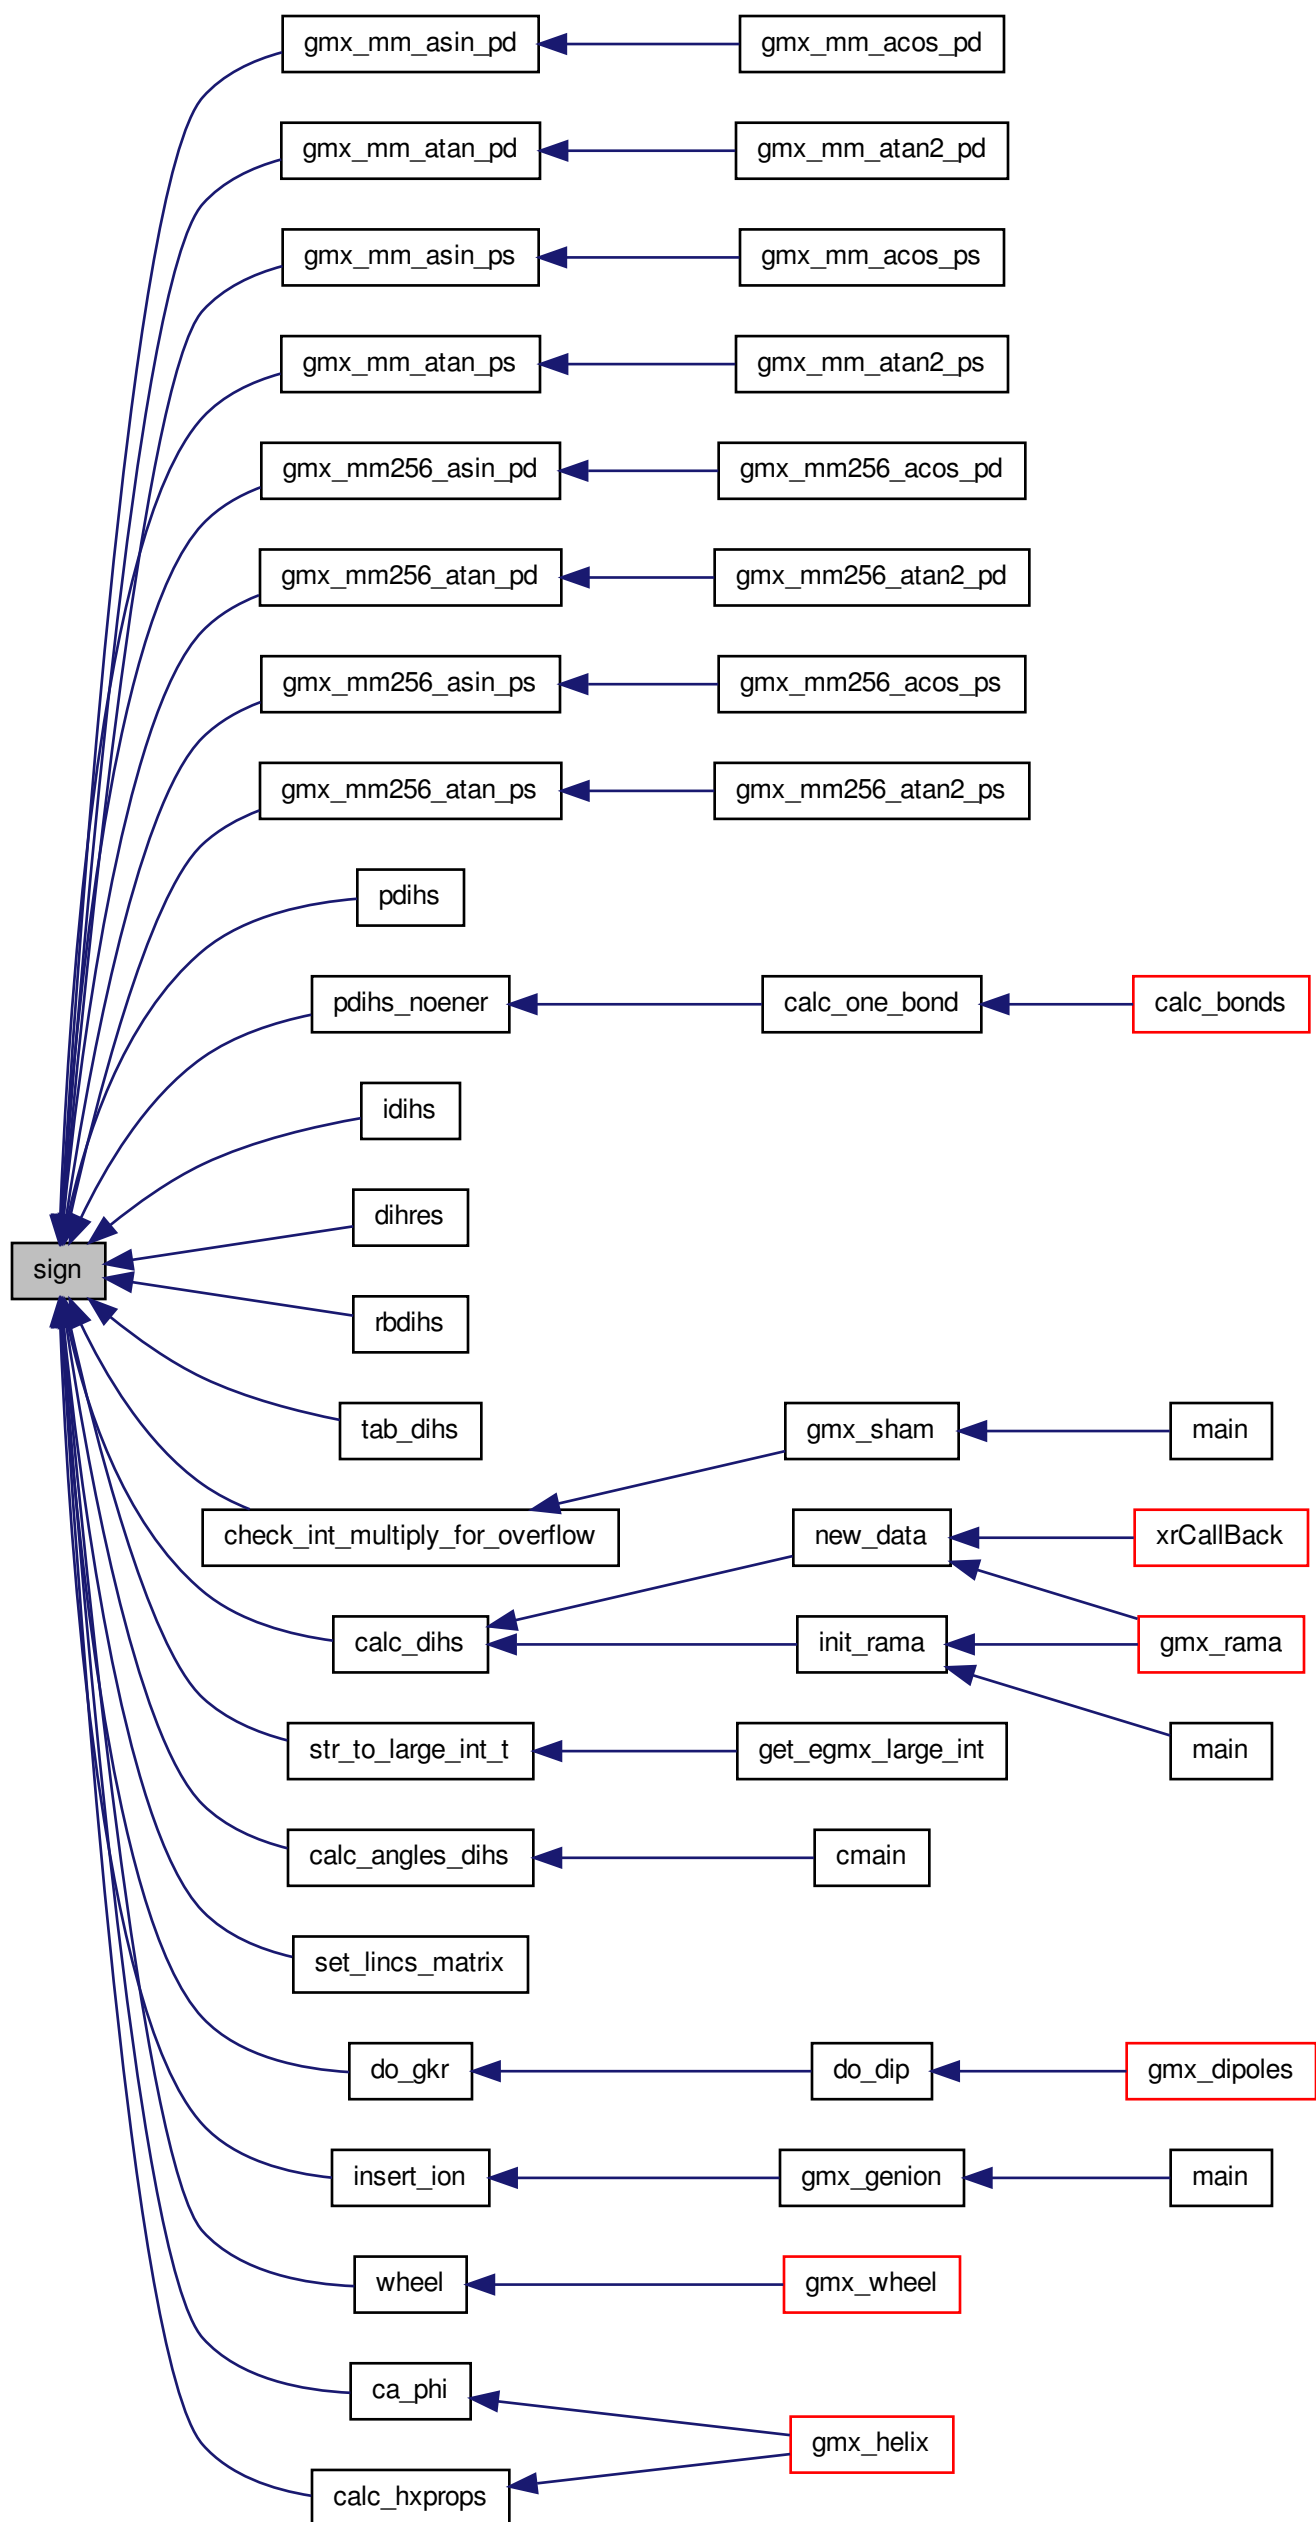 gmx_mm_asin_pd
gmx_mm_acos_pd
gmx_mm_atan_pd
gmx_mm_atan2_pd
gmx_mm_asin_ps
gmx_mm_acos_ps
gmx_mm_atan_ps
gmx_mm_atan2_ps
gmx_mm256_asin_pd
gmx_mm256_acos_pd
gmx_mm256_atan_pd
gmx_mm256_atan2_pd
gmx_mm256_asin_ps
gmx_mm256_acos_ps
gmx_mm256_atan_ps
gmx_mm256_atan2_ps
pdihs
pdihs_noener
calc_one_bond
calc_bonds
idihs
dihres
sign
rbdihs
tab_dihs
gmx_sham
main
check_int_multiply_for_overflow
new_data
xrCallBack
calc_dihs
init_rama
gmx_rama
str_to_large_int_t
get_egmx_large_int
main
calc_angles_dihs
cmain
set_lincs_matrix
do_gkr
do_dip
gmx_dipoles
insert_ion
gmx_genion
main
wheel
gmx_wheel
ca_phi
gmx_helix
calc_hxprops